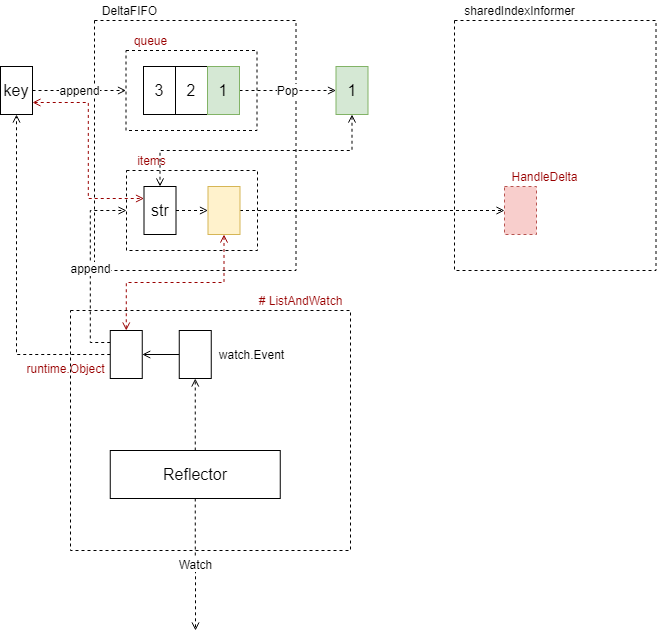 DeltaFIFO
sharedIndexInformer
queue
key
append
3 2 1
Pop
1
items
HandleDelta
str
append
# ListAndWatch
watch.Event
runtime.Object
Reflector
Watch